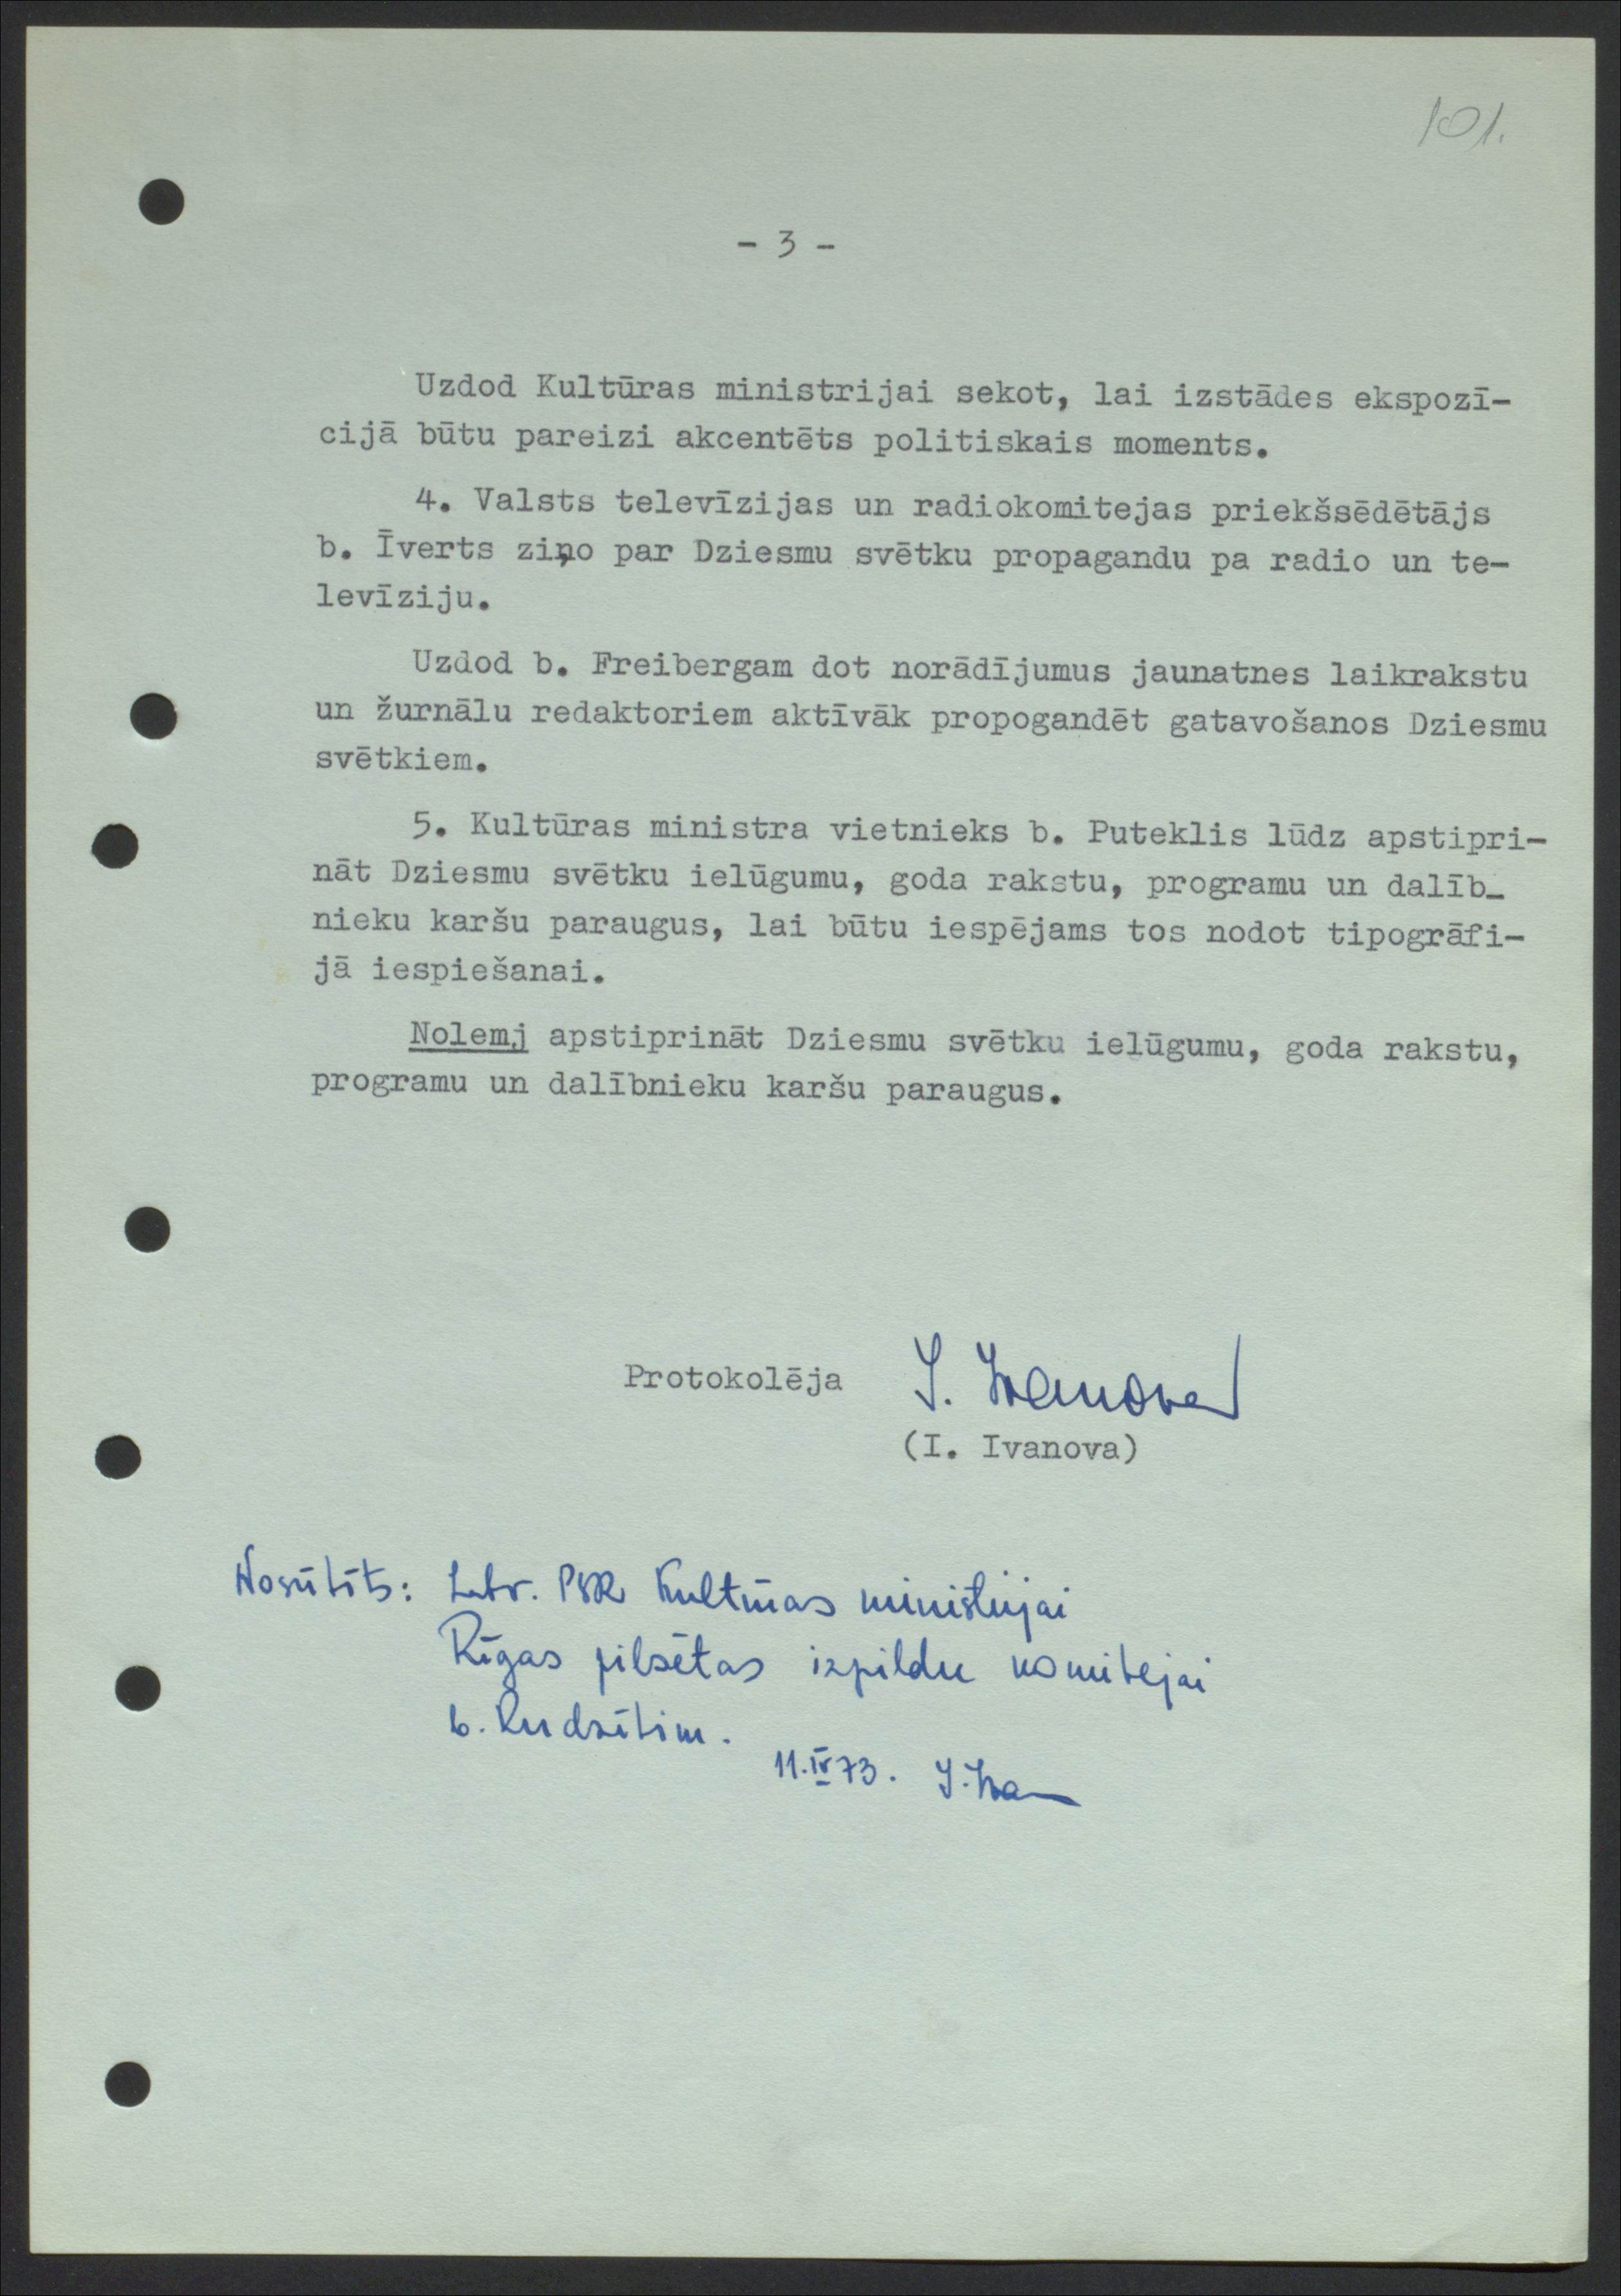 101.
- 3 -
Uzdod Kultūras ministrijai sekot, lai izstādes ekspozī-
cijā būtu pareizi akcentēts politiskais moments.
4. Valsts televīzijas un radiokomitejas priekšsēdētājs
b. Īverts ziņo par Dziesmu svētku propagandu pa radio un te-
levīziju.
Uzdod b. Freibergam dot norādījumus jaunatnes laikrakstu
un žurnālu redaktoriem aktīvāk propogandēt gatavošanos Dziesmu
svētkiem.
5. Kultūras ministra vietnieks b. Puteklis lūdz apstipri-
nāt Dziesmu svētku ielūgumu, goda rakstu, programu un dalīb-
nieku karšu paraugus, lai būtu iespējams tos nodot tipogrāfi-
jā iespiešanai.
Nolemj apstiprināt Dziesmu svētku ielūgumu, goda rakstu,
programu un dalībnieku karšu paraugus.
Protokolēja I. Ivanova
(I. Ivanova)
Nosūtīts: Latv. PSR Kultūras ministrijai
Rīgas pilsētas izpildu komitejai
b. Rudzītim.
11.IV 73. I. Iva